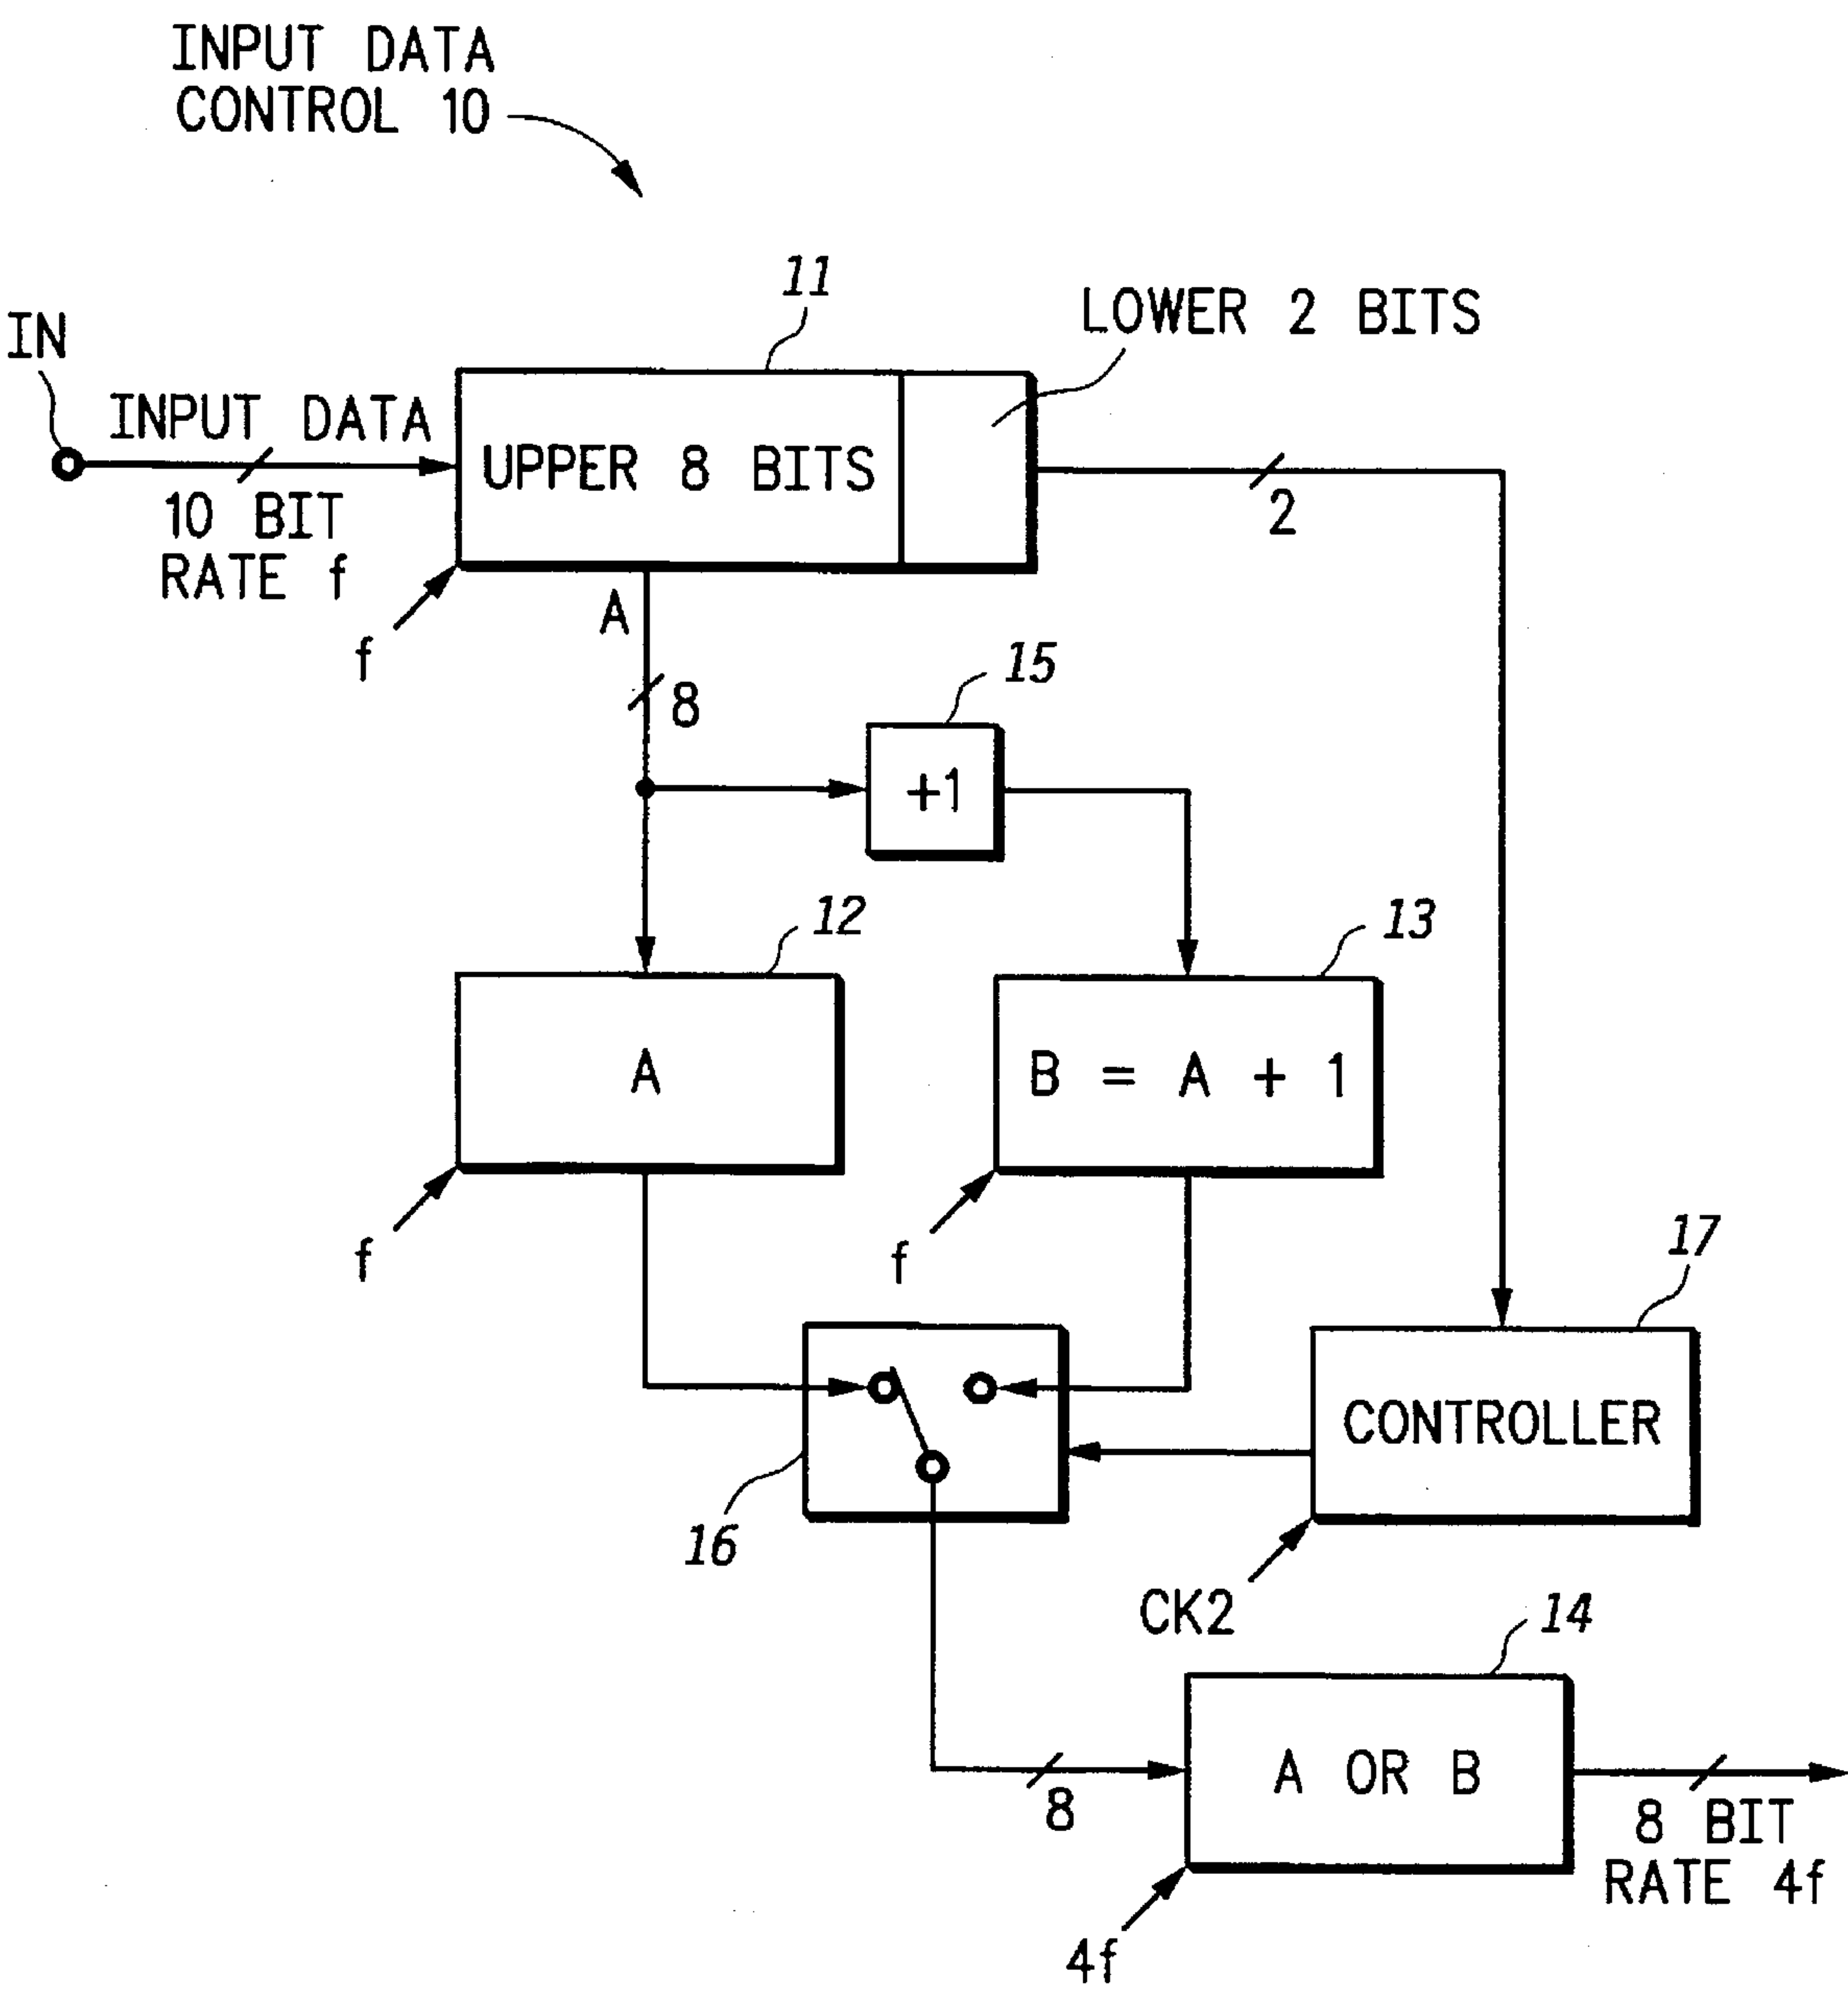 INPUT DATA
CONTROL 10
11
LOWER 2 BITS
IN
INPUT DATA
UPPER 8 BITS
10 BIT
RATE f
2
f
A
8
15
+1
12
13
A
B = A + 1
f
f
17
CONTROLLER
16
CK2
14
A OR B
8
8 BIT
RATE 4f
4f